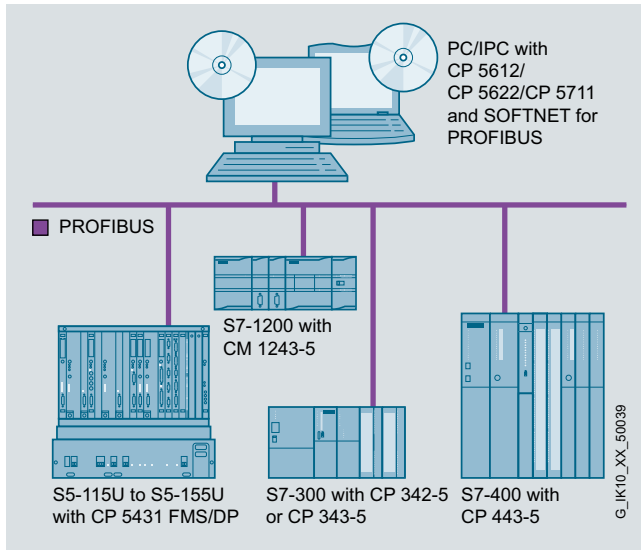 PC/IPC with
CP 5612/
CP 5622/CP 5711
and SOFTNET for
PROFIBUS
PROFIBUS
S7-1200 with
CM 1243-5
S5-115U to S5-155U
with CP 5431 FMS/DP
S7-300 with CP 342-5
or CP 343-5
S7-400 with
CP 443-5
G_IK10_XX_50039